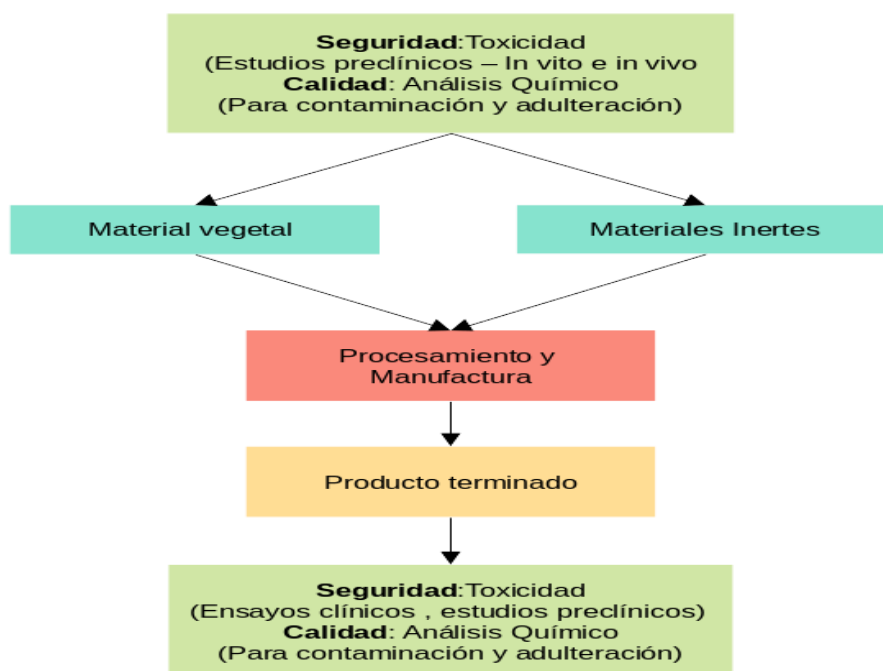 Seguridad:Toxicidad
(Estudios preclínicos – In vito e in vivo
Calidad: Análisis Químico
(Para contaminación y adulteración)
Material vegetal
Materiales Inertes
Procesamiento y
Manufactura
Producto terminado
Seguridad:Toxicidad
(Ensayos clínicos , estudios preclínicos)
Calidad: Análisis Químico
(Para contaminación y adulteración)